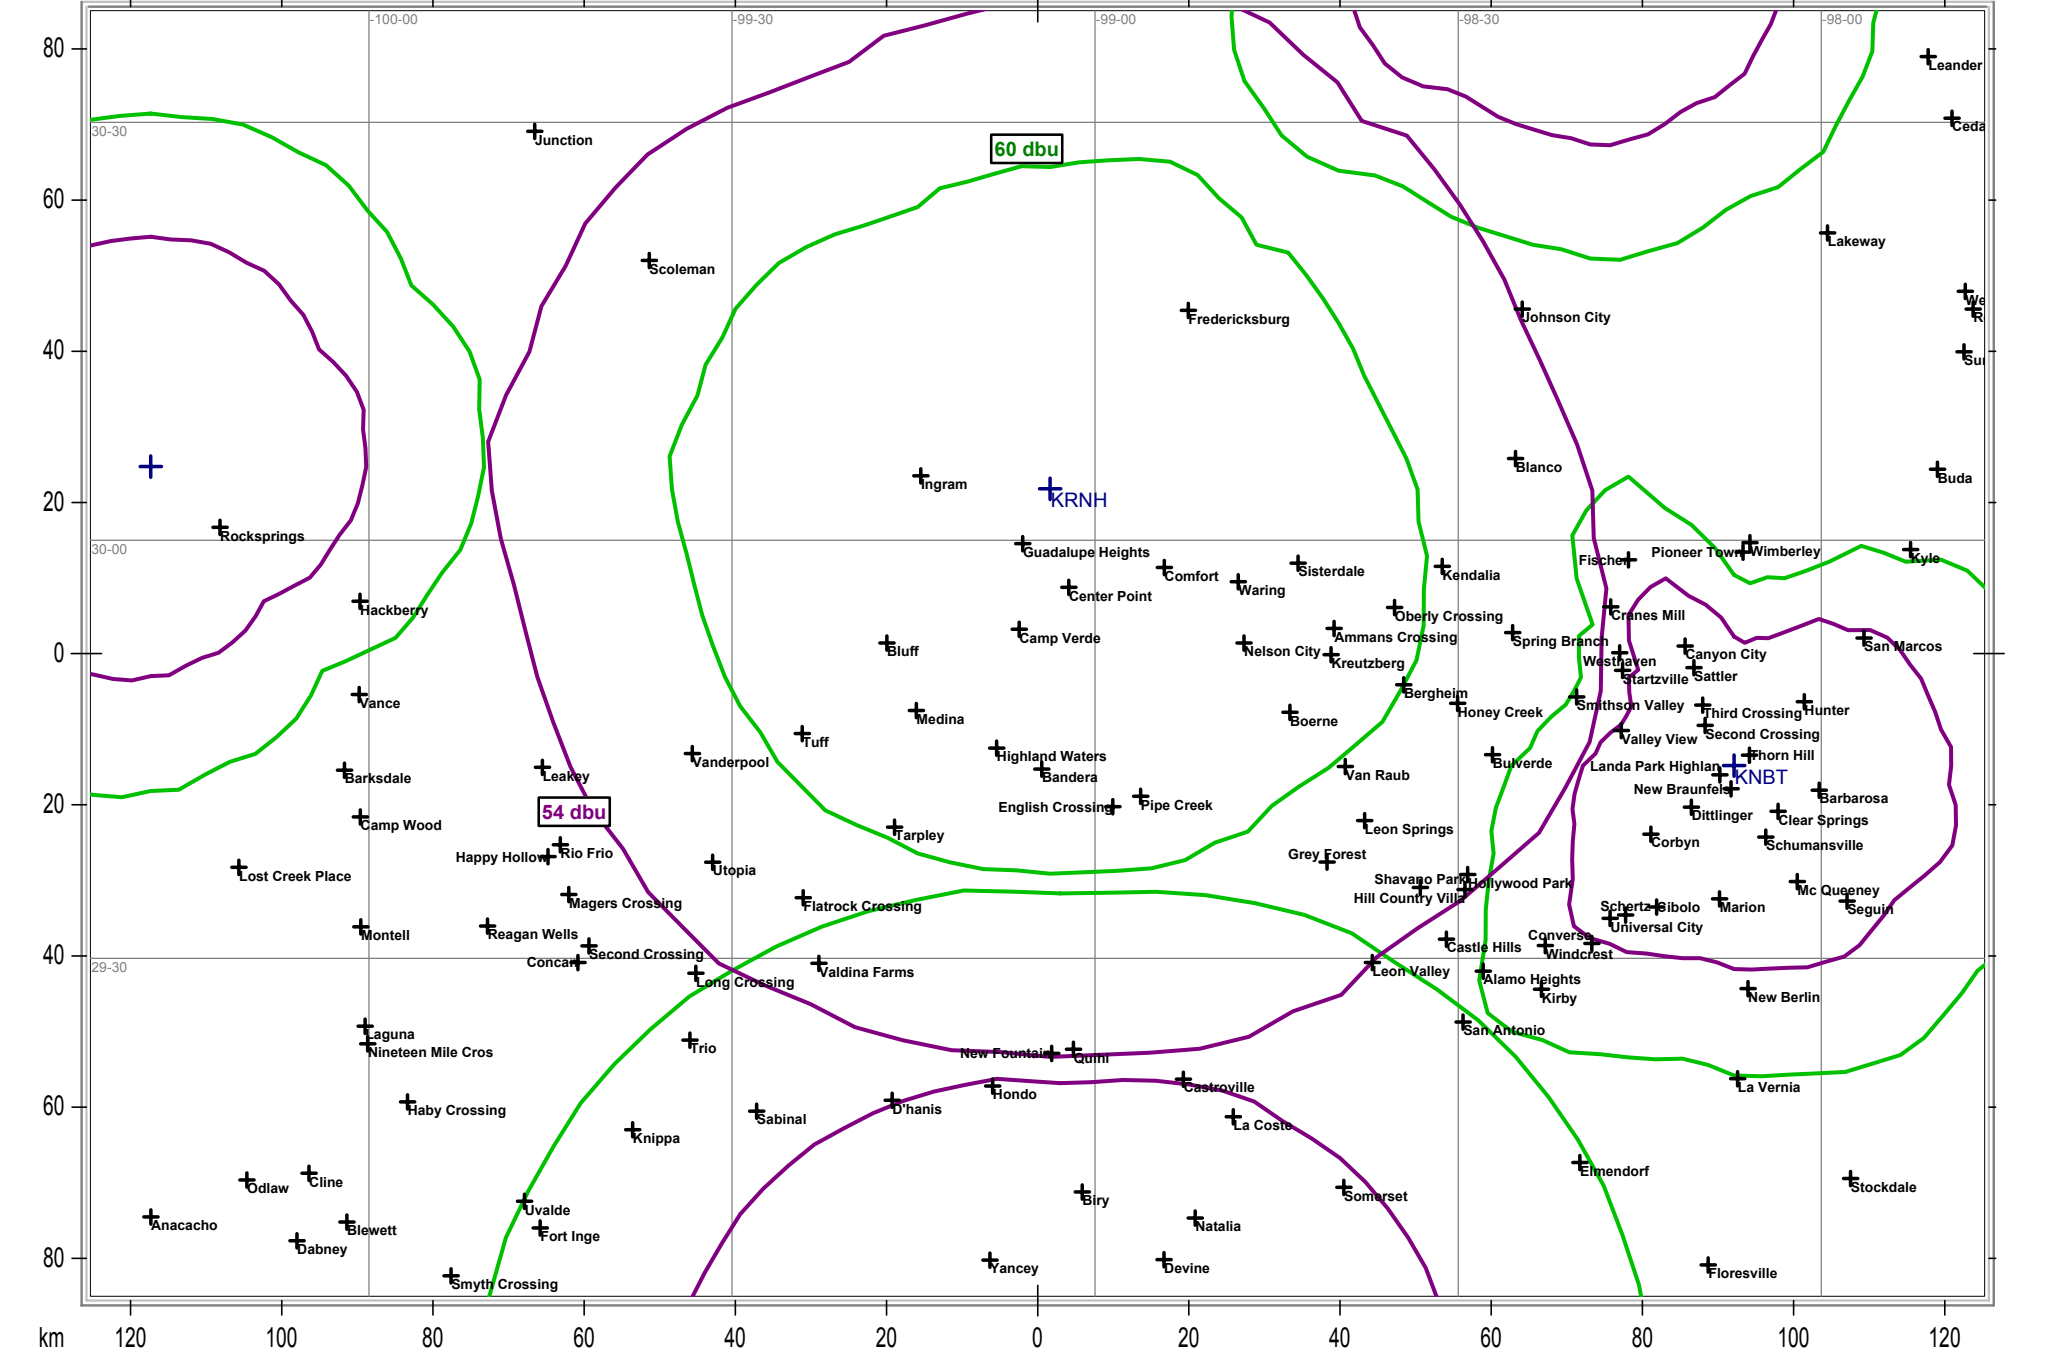 -100-00
-99-30
-99-00
-98-30
-98-00
80
Leander
30-30
Junction
Ceda
60 dbu
60
Lakeway
Scoleman
We
Fredericksburg
Johnson City
R
40
Sun
Ingram
Blanco
Buda
KRNH
20
Rocksprings
30-00
Guadalupe Heights
Pioneer Town
Wimberley
Kyle
Fischer
Comfort
Sisterdale
Kendalia
Waring
Center Point
Hackberry
Oberly Crossing
Cranes Mill
Camp Verde
Ammans Crossing
Spring Branch
San Marcos
0
Bluff
Nelson City
Kreutzberg
Westhaven
Canyon City
Startzville
Sattler
Bergheim
Vance
Medina
Boerne
Honey Creek
Smithson Valley
Third Crossing
Hunter
Tuff
Valley View
Second Crossing
Vanderpool
Highland Waters
Bulverde
Thorn Hill
Barksdale
Leakey
Bandera
Van Raub
Landa Park Highlan
KNBT
New Braunfels
20
54 dbu
English Crossing
Pipe Creek
Barbarosa
Camp Wood
Tarpley
Leon Springs
Dittlinger
Clear Springs
Happy Hollow
Rio Frio
Grey Forest
Corbyn
Schumansville
Lost Creek Place
Utopia
Shavano Park
Hollywood Park
Mc Queeney
Magers Crossing
Flatrock Crossing
Hill Country Villa
Schertz
Cibolo
Marion
Seguin
Montell
Reagan Wells
Universal City
Second Crossing
Castle Hills
Converse
Windcrest
40
29-30
Concan
Long Crossing
Valdina Farms
Leon Valley
Alamo Heights
Kirby
New Berlin
Laguna
San Antonio
Nineteen Mile Cros
Trio
New Fountain
Quihi
60
Hondo
Castroville
La Vernia
Haby Crossing
Sabinal
D'hanis
La Coste
Knippa
Odlaw
Cline
Biry
Somerset
Elmendorf
Stockdale
Uvalde
Anacacho
Blewett
Fort Inge
Natalia
Dabney
80
Smyth Crossing
Yancey
Devine
Floresville
km
120
100
80
60
40
20
0
20
40
60
80
100
120